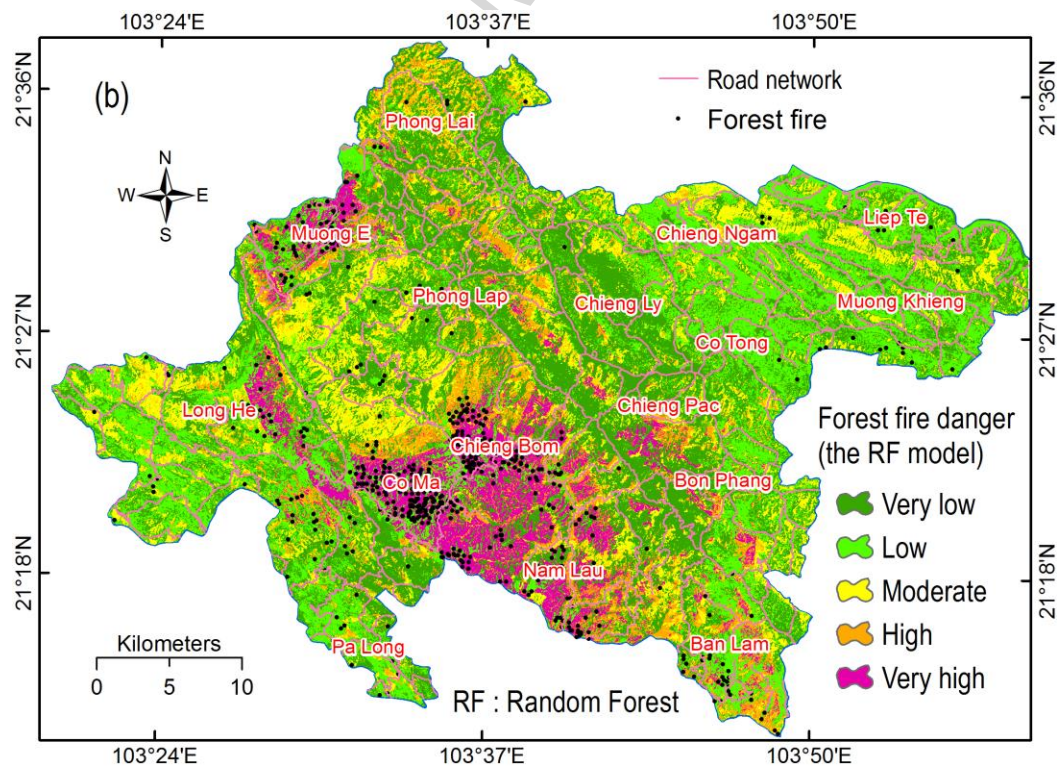 103°24'E
103°37'E
103°50'E
21°36'N
21°36'N
(b)
Road network
Forest fire
Phong Lai
N
W
E
S
Muong E
Chieng Ngam
Liep Te
Phong Lap
Chieng Ly
Muong Khieng
21°27'N
21°27'N
Co Tong
Long He
Chieng Pac
Forest fire danger
(the RF model)
Chieng Bom
Co Ma
Bon Phang
Very low
Low
21°18'N
21°18'N
Nam Lau
Moderate
High
Kilometers
Pa Long
Ban Lam
Very high
0 5 10
RF : Random Forest
103°24'E
103°37'E
103°50'E